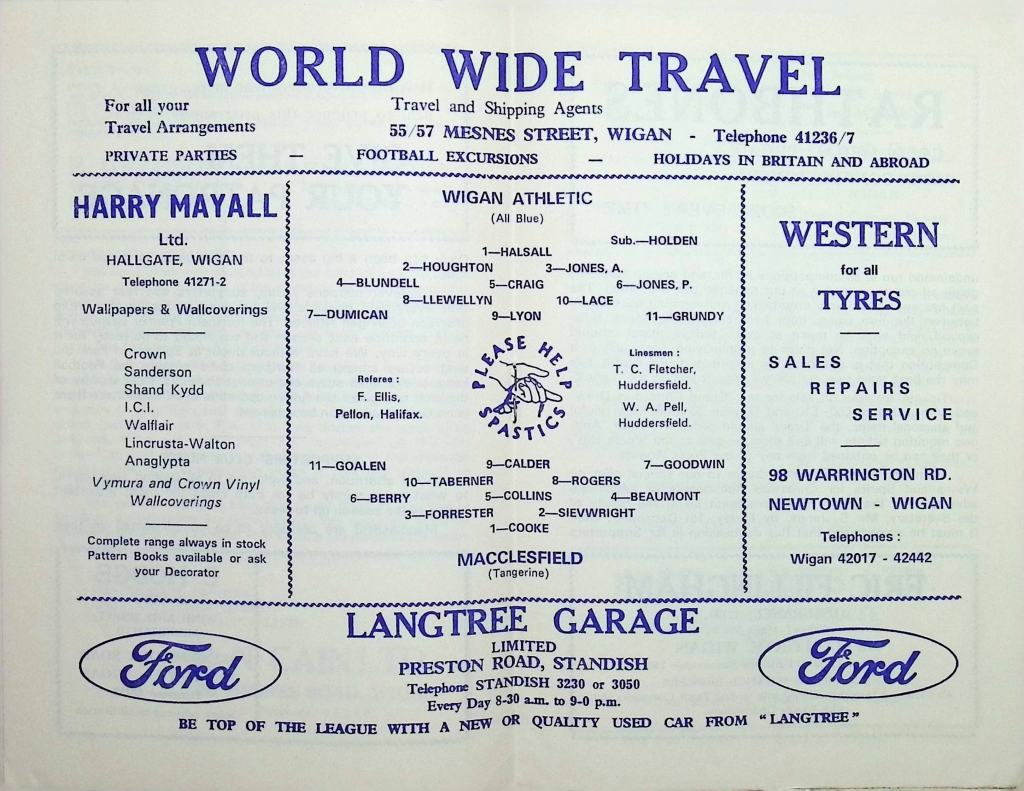 WORLD WIDE TRAVEL
For all your
Travel Arrangements
Travel and Shipping Agents
55/57 MESNES STREET, WIGAN - Telephone 41236/7
PRIVATE PARTIES — FOOTBALL EXCURSIONS — HOLIDAYS IN BRITAIN AND ABROAD
HARRY MAYALL
Ltd.
HALLGATE, WIGAN
Telephone 41271-2
Wallpapers & Wallcoverings
Crown
Sanderson
Shand Kydd
I.C.I.
Walflair
Lincrusta-Walton
Anaglypta
Vymura and Crown Vinyl
Wallcoverings
Complete range always in stock
Pattern Books available or ask
your Decorator
WIGAN ATHLETIC
(All Blue)
Sub.—HOLDEN
1—HALSALL
2—HOUGHTON 3—JONES, A.
4—BLUNDELL 5—CRAIG 6—JONES, P.
8—LLEWELLYN 10—LACE
7—DUMICAN 9—LYON 11—GRUNDY
Referee :
F. Ellis,
Pellon, Halifax.
PLEASE HELP
SPASTICS
Linesmen :
T. C. Fletcher,
Huddersfield.
W. A. Pell,
Huddersfield.
11—GOALEN 9—CALDER 7—GOODWIN
10—TABERNER 8—ROGERS
6—BERRY 5—COLLINS 4—BEAUMONT
3—FORRESTER 2—SIEVWRIGHT
1—COOKE
MACCLESFIELD
(Tangerine)
WESTERN
for all
TYRES
SALES
REPAIRS
SERVICE
98 WARRINGTON RD.
NEWTOWN - WIGAN
Telephones :
Wigan 42017 - 42442
Ford
LANGTREE GARAGE
LIMITED
PRESTON ROAD, STANDISH
Telephone STANDISH 3230 or 3050
Every Day 8-30 a.m. to 9-0 p.m.
Ford
BE TOP OF THE LEAGUE WITH A NEW OR QUALITY USED CAR FROM "LANGTREE"